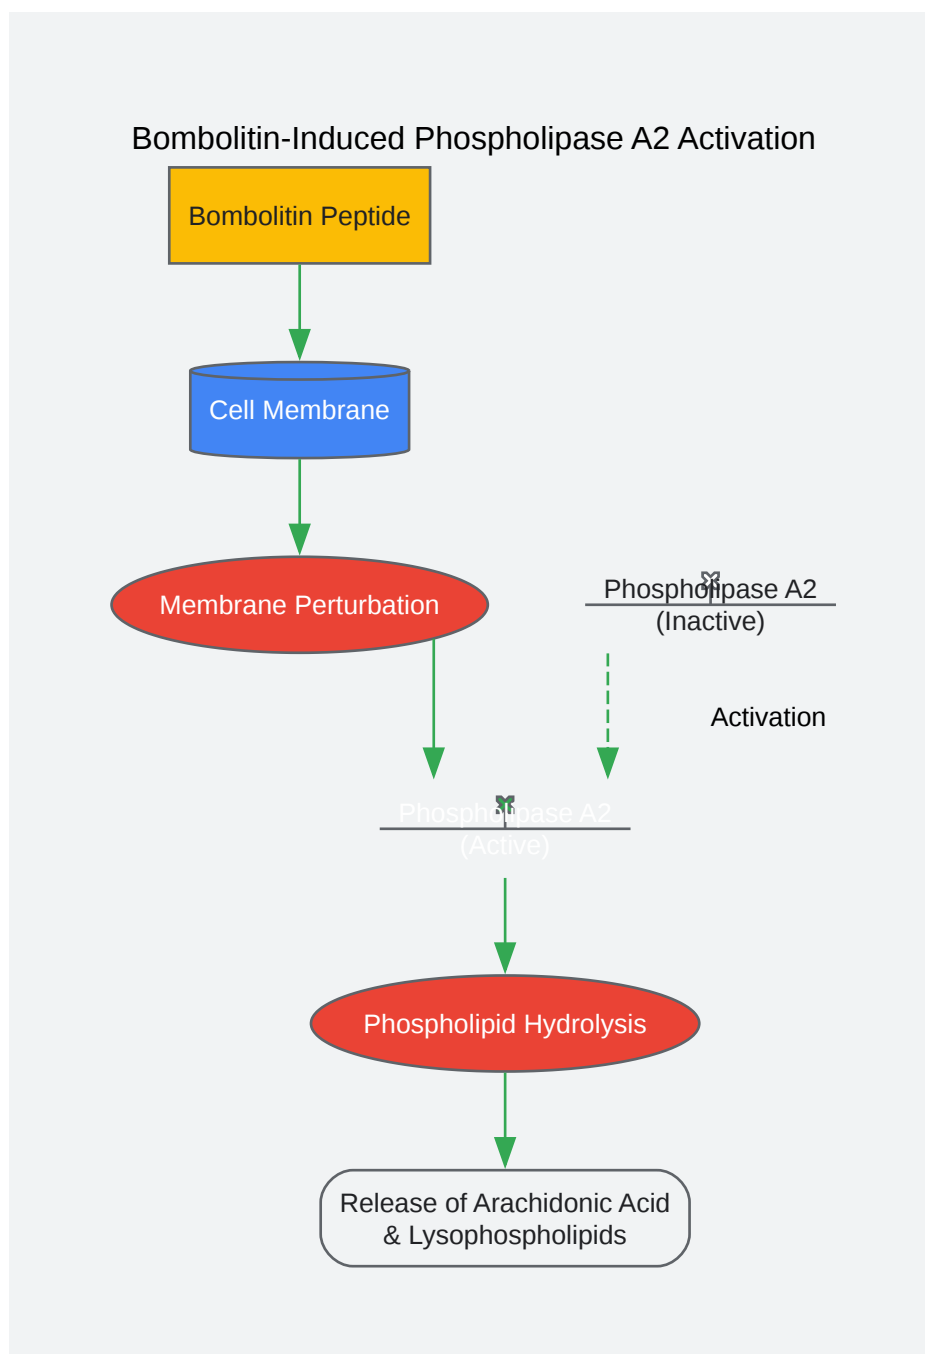 Bombolitin-Induced Phospholipase A2 Activation
Bombolitin Peptide
Cell Membrane
Membrane Perturbation
Phospholipase A2
(Inactive)
Activation
Phospholipase A2
(Active)
Phospholipid Hydrolysis
Release of Arachidonic Acid
& Lysophospholipids